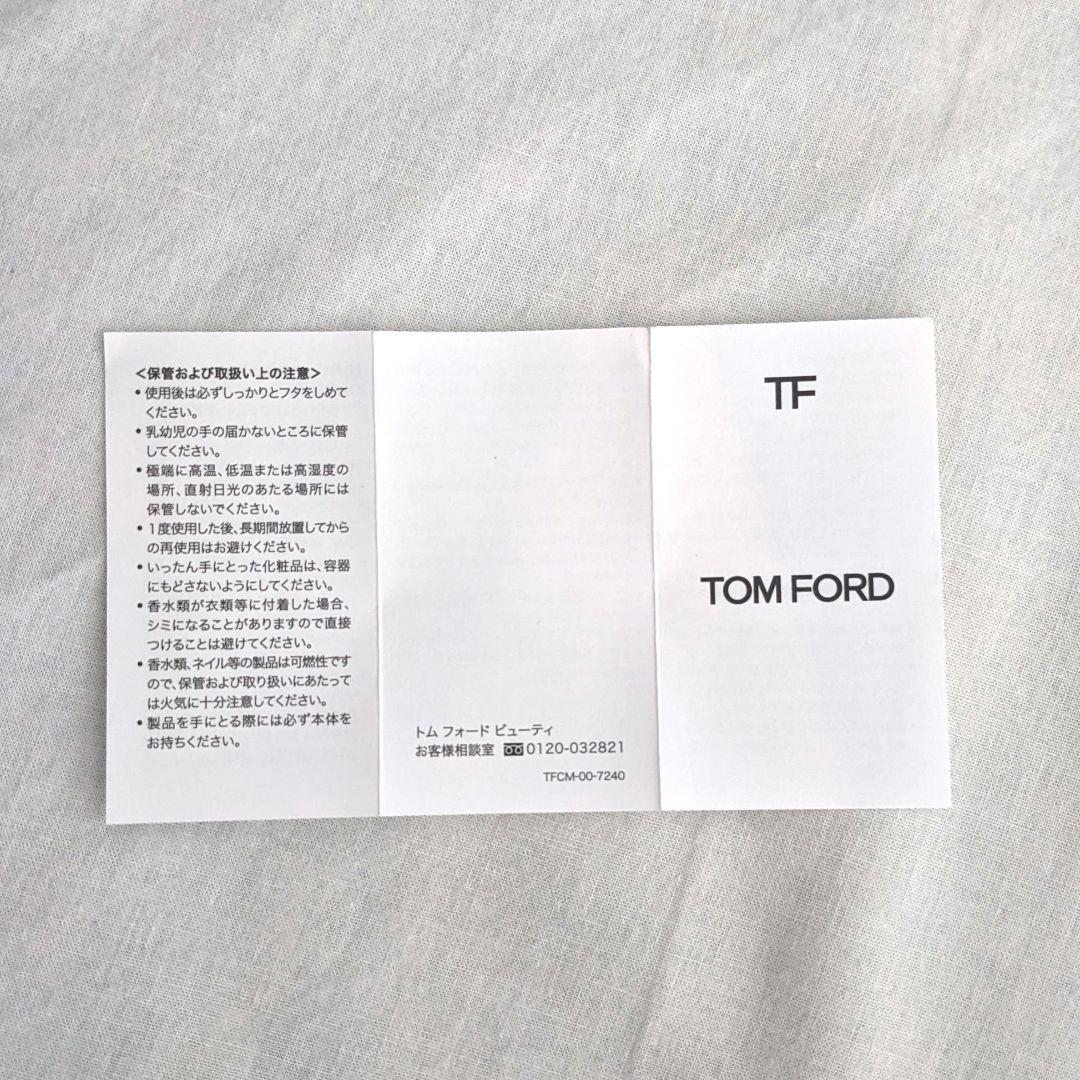 <保管および取扱い上の注意>
•使用後は必ずしっかりとフタをしめて
ください。
•乳幼児の手の届かないところに保管
してください。
•極端に高温、低温または高湿度の
場所、直射日光のあたる場所には
保管しないでください。
•1度使用した後、長期間放置してから
の再使用はお避けください。
•いったん手にとった化粧品は、容器
にもどさないようにしてください。
•香水類が衣類等に付着した場合、
シミになることがありますので直接
つけることは避けてください。
•香水類、ネイル等の製品は可燃性です
ので、保管および取り扱いにあたって
は火気に十分注意してください。
•製品を手にとる際には必ず本体を
お持ちください。
トム フォード ビューティ
お客様相談室 0120-032821
TFCM-00-7240
TF
TOM FORD